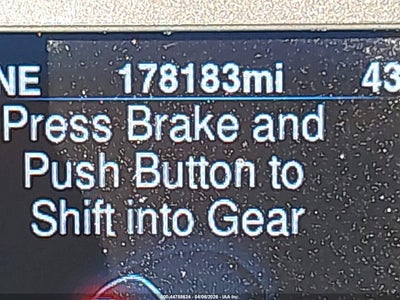 NE 178183mi 43
Press Brake and
Push Button to
Shift into Gear